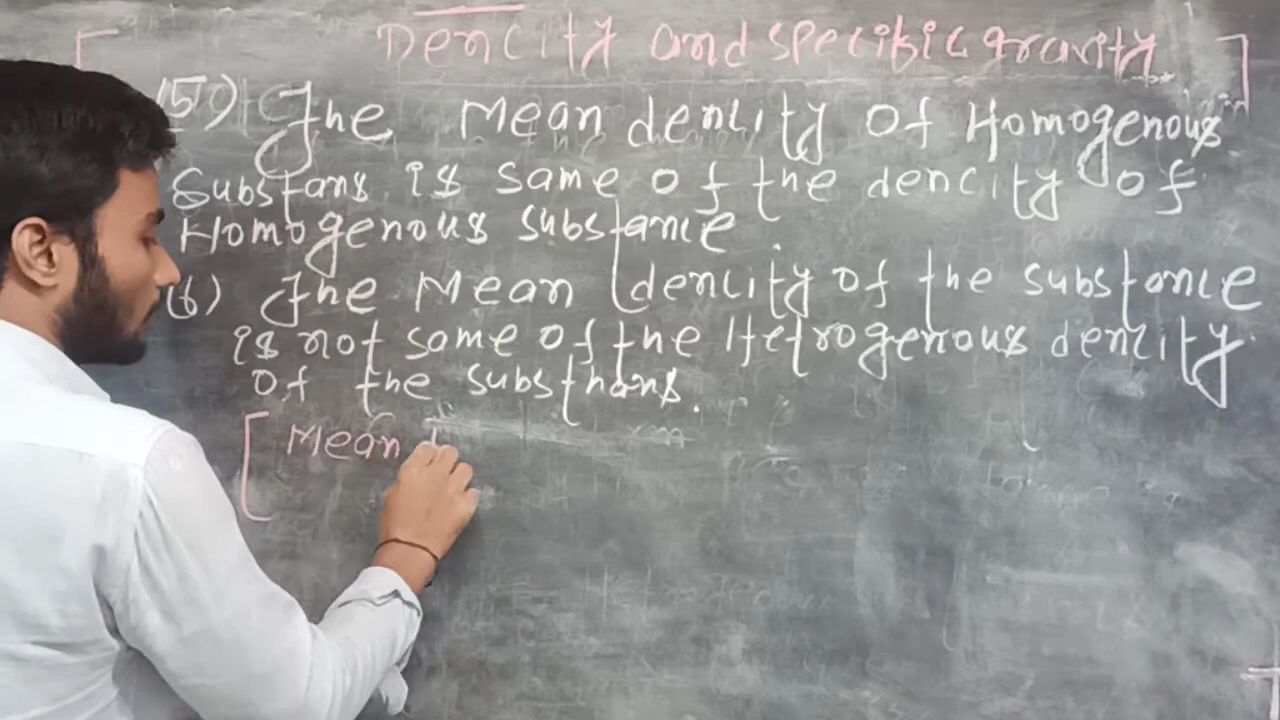 Dencity and specific gravity
(5) The Mean dencity of Homogenous
Substans is same of the dencity of
Homogenous substance.
(6) The Mean dencity of the substance
is not same of the Hetrogenous dencity
of the substhans.
Mean